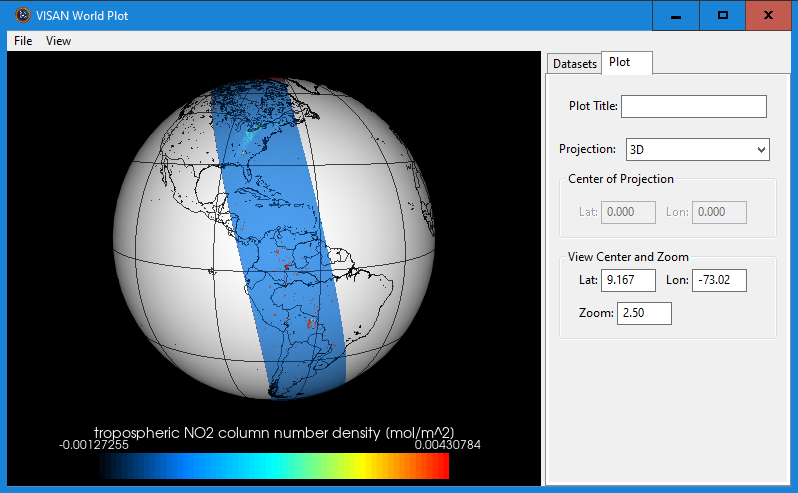 VISAN World Plot
File View
Datasets Plot
Plot Title:
Projection: 3D
Center of Projection
Lat: 0.000 Lon: 0.000
View Center and Zoom
Lat: 9.167 Lon: -73.02
Zoom: 2.50
tropospheric NO2 column number density [mol/m^2]
-0.00127255 0.00430784